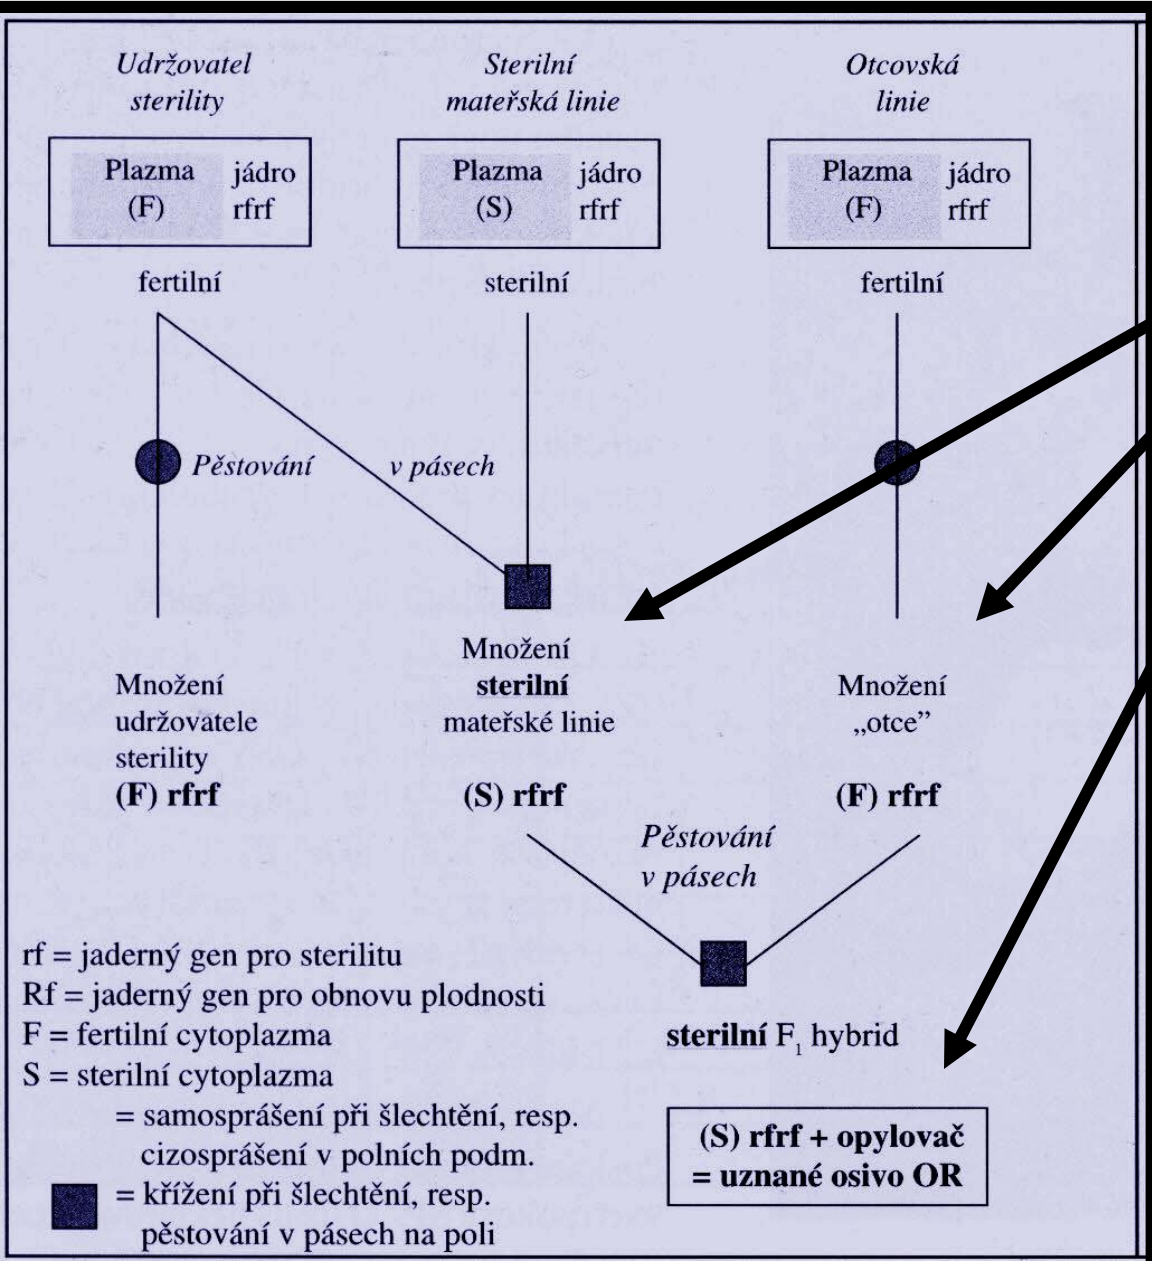 Udržovatel
sterility
Sterilní
mateřská linie
Otcovská
linie
Plazma
(F)
jádro
rfrf
Plazma
(S)
jádro
rfrf
Plazma
(F)
jádro
rfrf
fertilní
sterilní
fertilní
Pěstování
v pásech
Množení
udržovatele
sterility
(F) rfrf
Množení
sterilní
mateřské linie
(S) rfrf
Množení
„otce”
(F) rfrf
Pěstování
v pásech
sterilní F₁ hybrid
(S) rfrf + opylovač
= uznané osivo OR
rf = jaderný gen pro sterilitu
Rf = jaderný gen pro obnovu plodnosti
F = fertilní cytoplazma
S = sterilní cytoplazma
= samosprášení při šlechtění, resp.
cizosprášení v polních podm.
= křížení při šlechtění, resp.
pěstování v pásech na poli